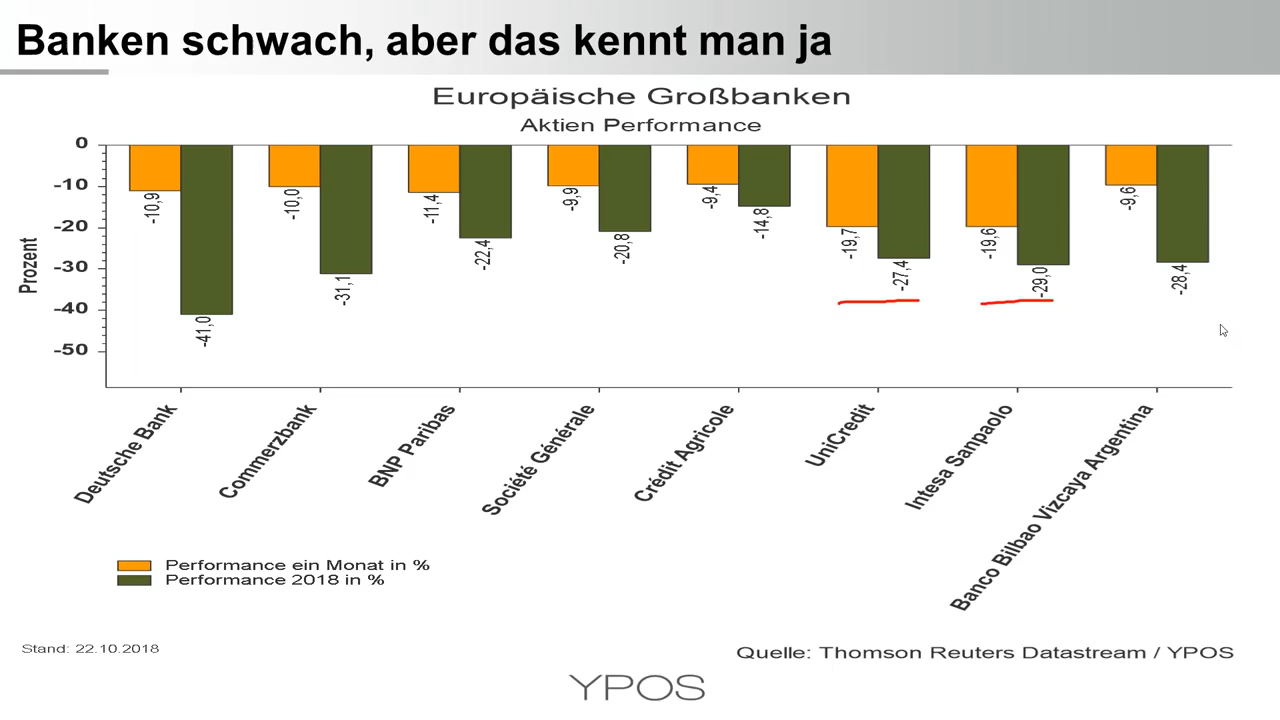 Banken schwach, aber das kennt man ja
Europäische Großbanken
Aktien Performance
Prozent
0
-10
-20
-30
-40
-50
-10,9
-41,0
-10,0
-31,1
-11,4
-22,4
-9,9
-20,8
-9,4
-14,8
-19,7
-27,4
-19,6
-29,0
-9,6
-28,4
Deutsche Bank
Commerzbank
BNP Paribas
Société Générale
Crédit Agricole
UniCredit
Intesa Sanpaolo
Banco Bilbao Vizcaya Argentina
Performance ein Monat in %
Performance 2018 in %
Stand: 22.10.2018
Quelle: Thomson Reuters Datastream / YPOS
YPOS